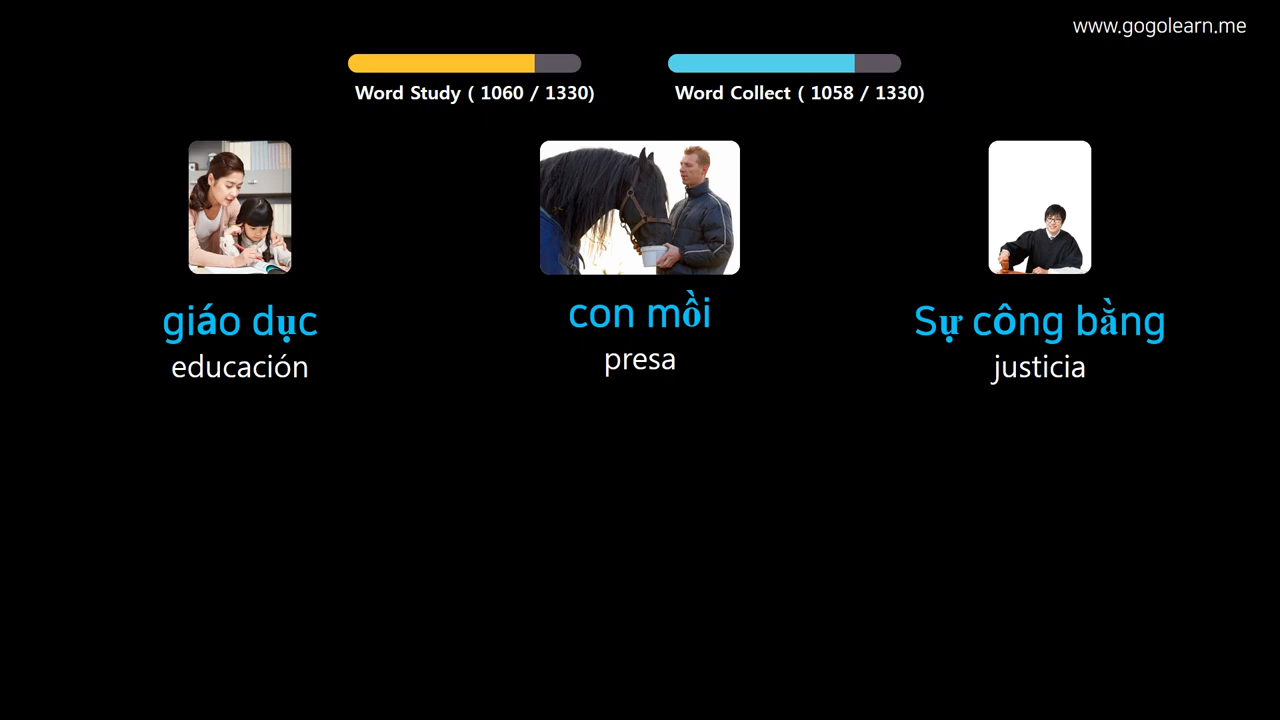 www.gogolearn.me
Word Study ( 1060 / 1330)
Word Collect ( 1058 / 1330)
giáo dục
educación
con mồi
presa
Sự công bằng
justicia